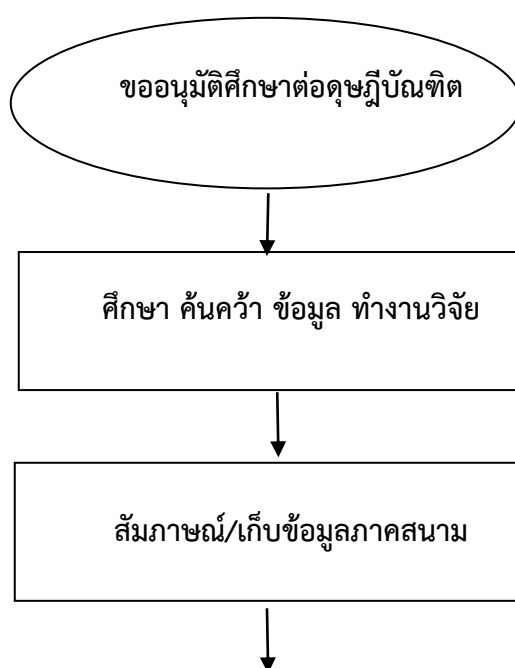 ขออนุมัติศึกษาต่อดุษฎีบัณฑิต
ศึกษา ค้นคว้า ข้อมูล ทำงานวิจัย
สัมภาษณ์/เก็บข้อมูลภาคสนาม